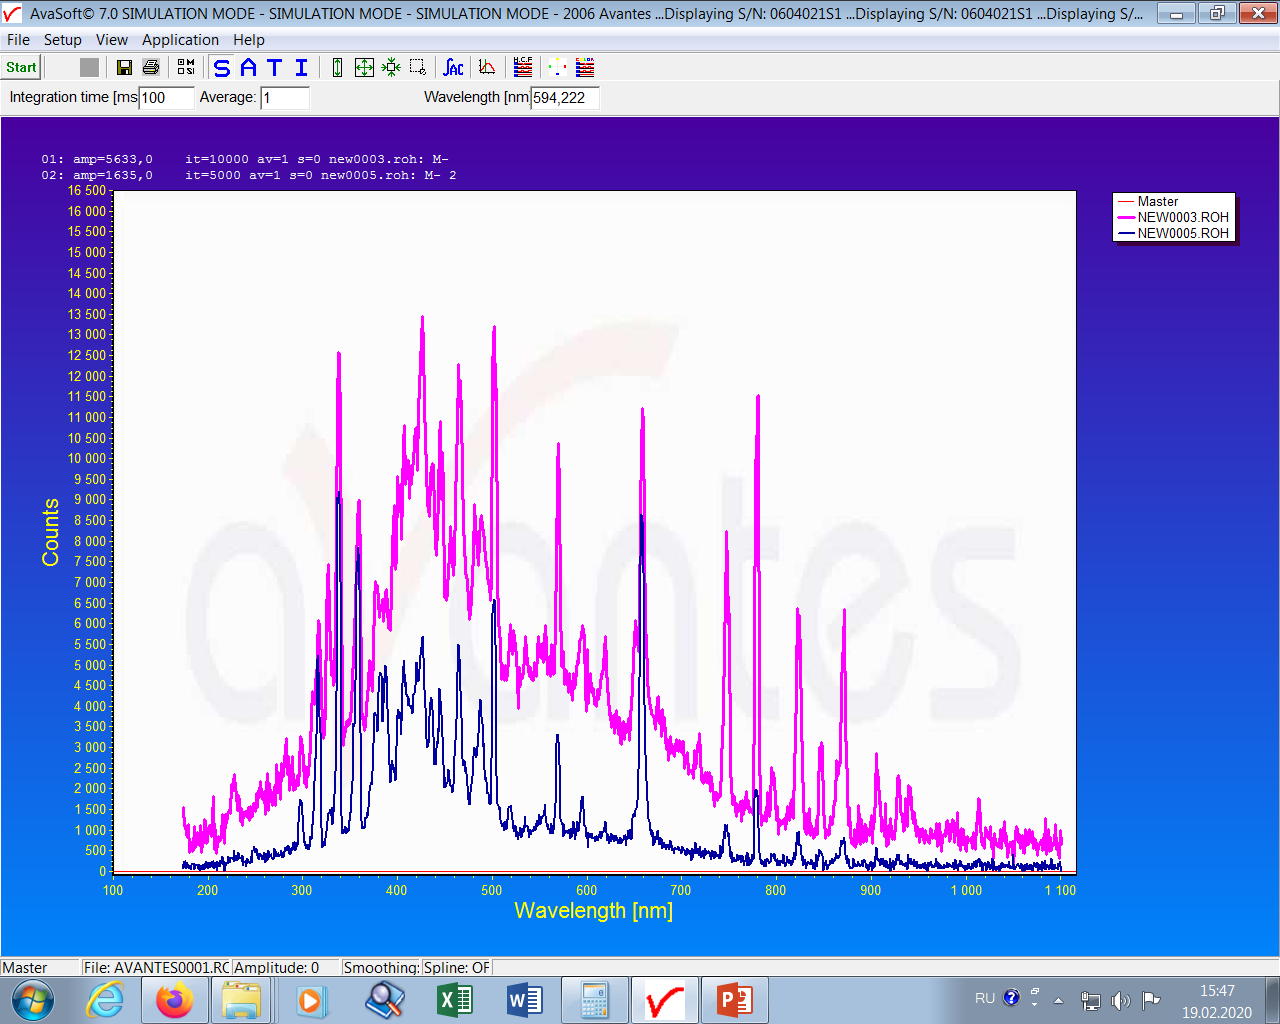 AvaSoft© 7.0 SIMULATION MODE - SIMULATION MODE - SIMULATION MODE - 2006 Avantes ...Displaying S/N: 0604021S1 ...Displaying S/N: 0604021S1 ...Displaying S/...
File Setup View Application Help
Start S A T I
Integration time [ms 100 Average: 1 Wavelength [nm 594,222
01: amp=5633,0 it=10000 av=1 s=0 new0003.roh: M-
02: amp=1635,0 it=5000 av=1 s=0 new0005.roh: M- 2
Master
NEW0003.ROH
NEW0005.ROH
16 500
16 000
15 500
15 000
14 500
14 000
13 500
13 000
12 500
12 000
11 500
11 000
10 500
10 000
9 500
9 000
8 500
8 000
7 500
7 000
6 500
6 000
5 500
5 000
4 500
4 000
3 500
3 000
2 500
2 000
1 500
1 000
500
0
Counts
avantes
100 200 300 400 500 600 700 800 900 1 000 1 100
Wavelength [nm]
Master File: AVANTES0001.RC Amplitude: 0 Smoothing: Spline: OF
RU 15:47
19.02.2020